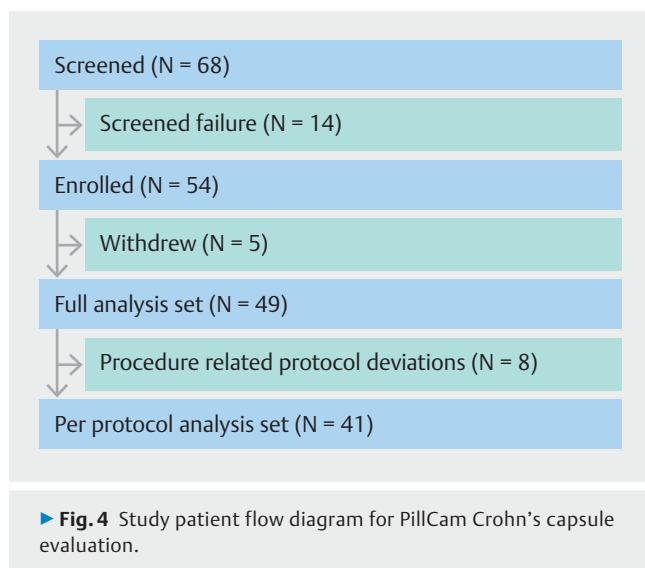 Screened (N = 68)
Screened failure (N = 14)
Enrolled (N = 54)
Withdrew (N = 5)
Full analysis set (N = 49)
Procedure related protocol deviations (N = 8)
Per protocol analysis set (N = 41)
► Fig. 4 Study patient flow diagram for PillCam Crohn’s capsule
evaluation.